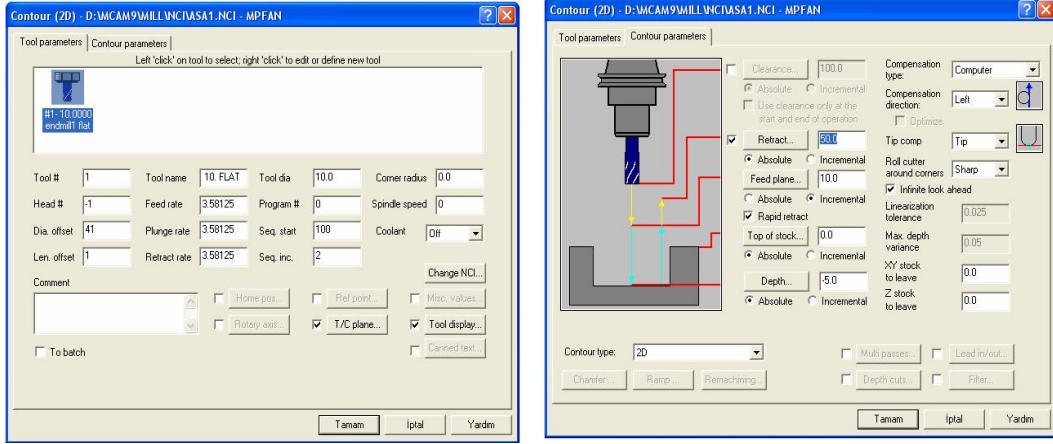 Contour (2D) - D:\MCAM9\MILL\NCI\ASA1.NCI - MPFAN
Tool parameters Contour parameters
Left 'click' on tool to select; right 'click' to edit or define new tool
#1- 10.0000
endmill1 flat
Tool # 1 Tool name 10. FLAT Tool dia 10.0 Corner radius 0.0
Head # -1 Feed rate 3.58125 Program # 0 Spindle speed 0
Dia. offset 41 Plunge rate 3.58125 Seq. start 100 Coolant Off
Len. offset 1 Retract rate 3.58125 Seq. inc. 2
Change NCI...
Comment
Home pos... Ref point... Misc. values...
Rotary axis... T/C plane... Tool display...
To batch Canned text...
Tamam İptal Yardım
Contour (2D) - D:\MCAM9\MILL\NCI\ASA1.NCI - MPFAN
Tool parameters Contour parameters
Clearance... 100.0 Compensation type: Computer
Absolute Incremental
Use clearance only at the start and end of operation
Compensation direction: Left
Optimize
Retract... 50.0 Tip comp Tip
Absolute Incremental
Roll cutter around corners Sharp
Feed plane... 10.0
Absolute Incremental
Infinite look ahead
Rapid retract
Linearization tolerance 0.025
Top of stock... 0.0 Max. depth variance 0.05
Absolute Incremental
XY stock to leave 0.0
Depth... -5.0
Absolute Incremental
Z stock to leave 0.0
Contour type: 2D Multi passes... Lead in/out...
Chamfer... Ramp... Remachining... Depth cuts... Filter...
Tamam İptal Yardım